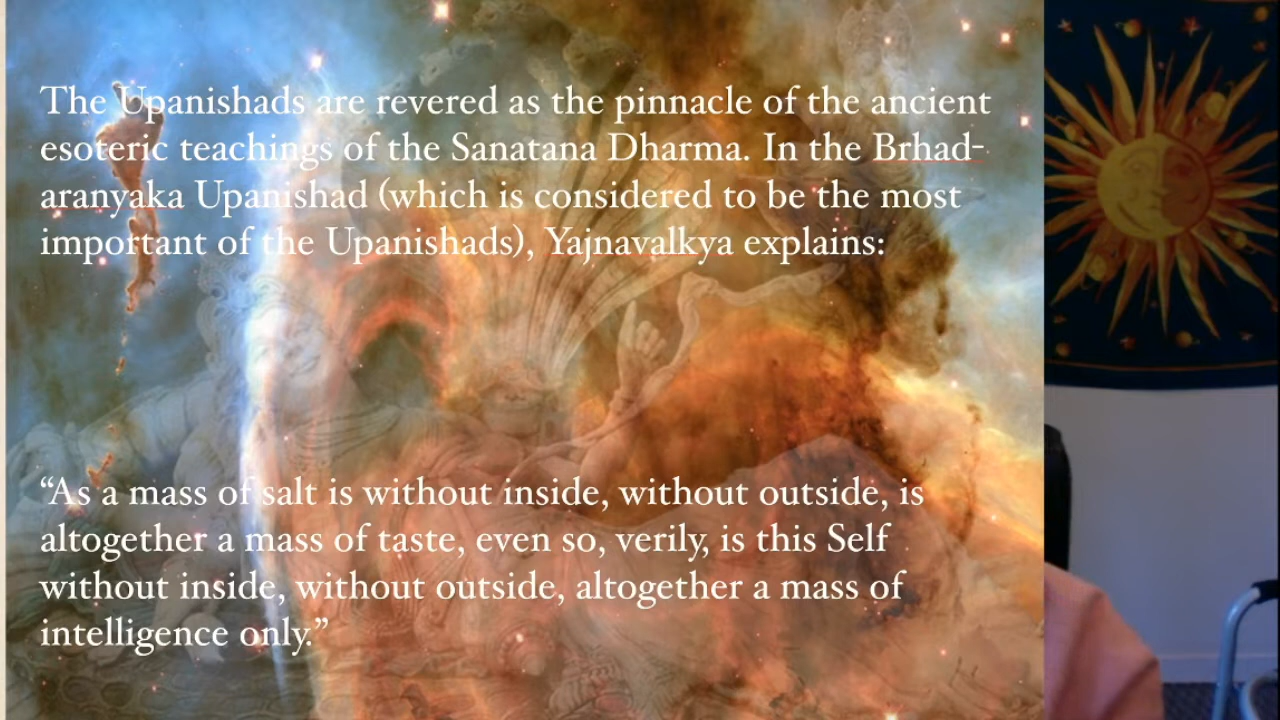 The Upanishads are revered as the pinnacle of the ancient
esoteric teachings of the Sanatana Dharma. In the Brhad-
aranyaka Upanishad (which is considered to be the most
important of the Upanishads), Yajnavalkya explains:
“As a mass of salt is without inside, without outside, is
altogether a mass of taste, even so, verily, is this Self
without inside, without outside, altogether a mass of
intelligence only.”